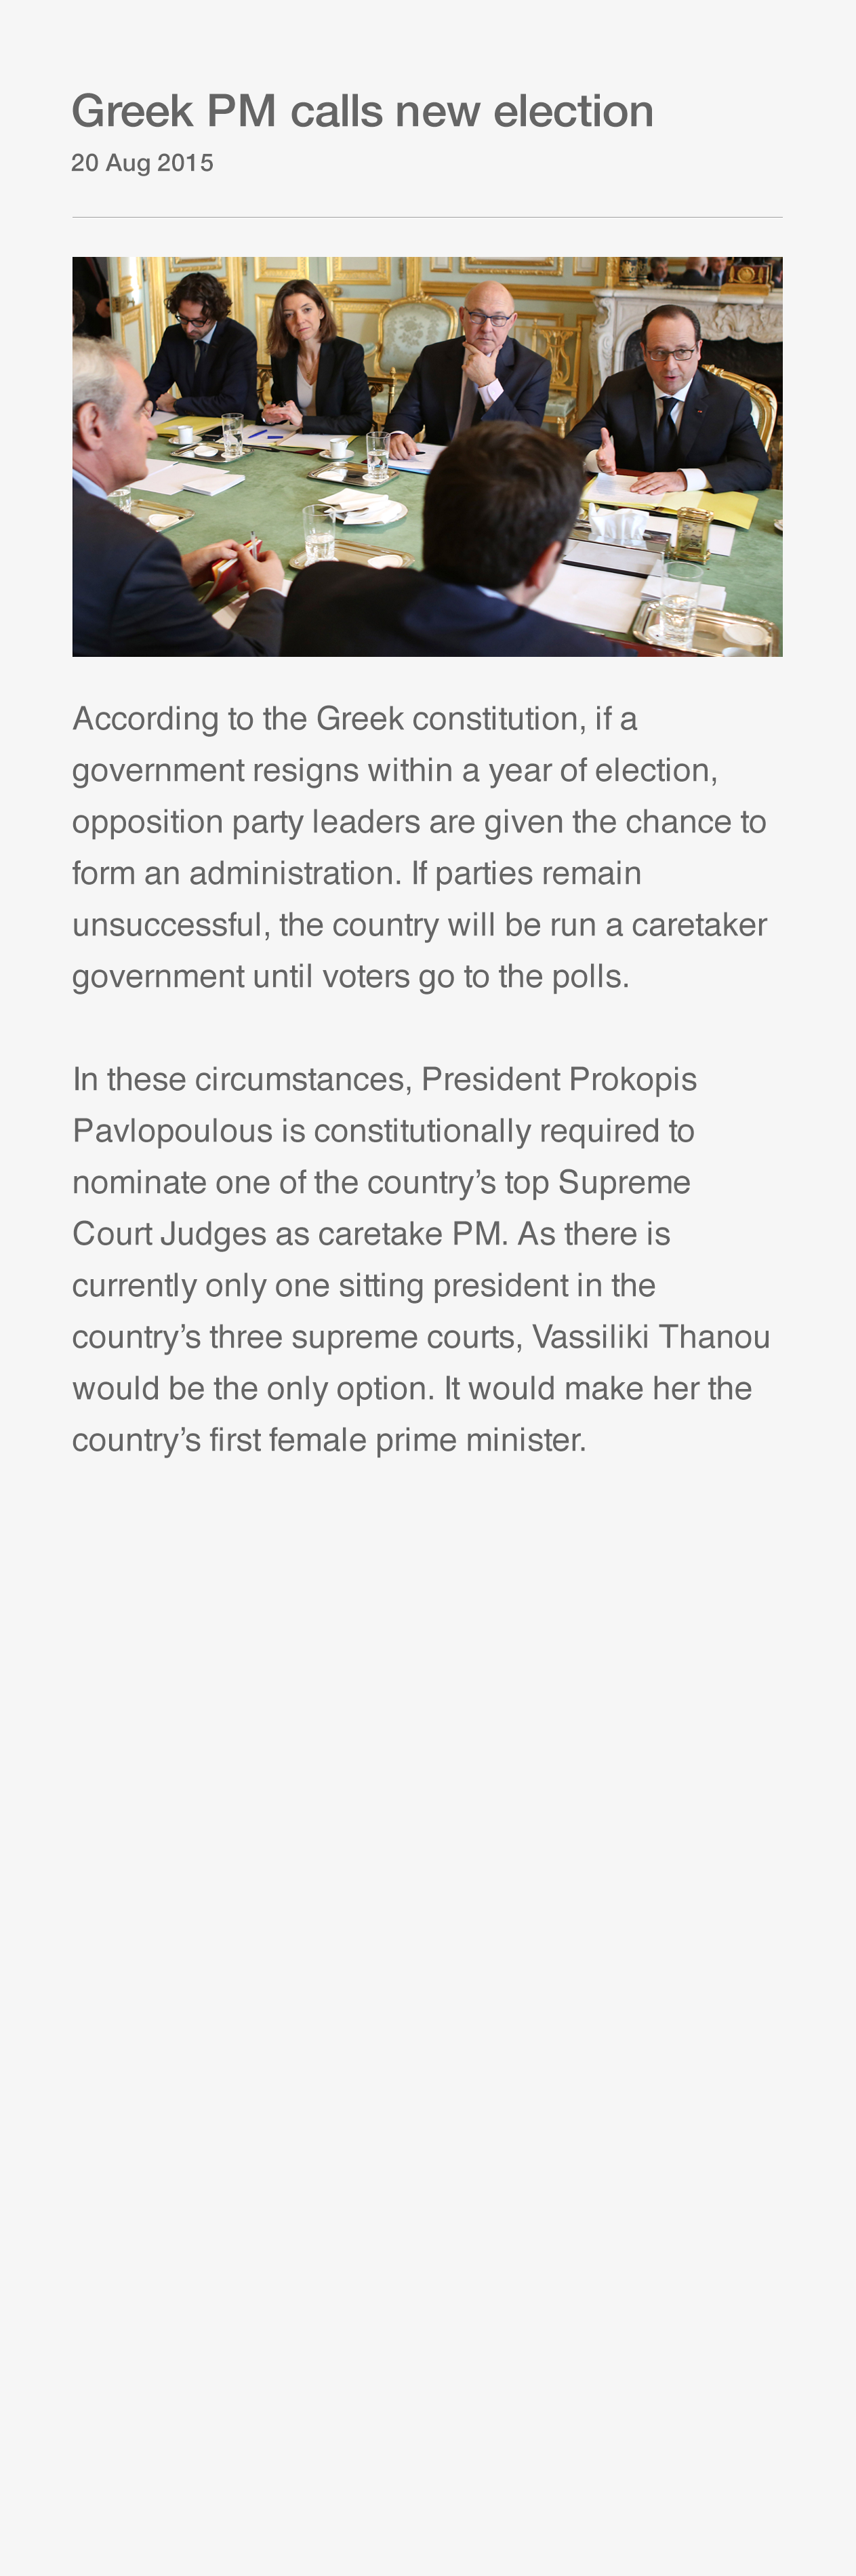 Greek PM calls new election
20 Aug 2015
According to the Greek constitution, if a
government resigns within a year of election,
opposition party leaders are given the chance to
form an administration. If parties remain
unsuccessful, the country will be run a caretaker
government until voters go to the polls.
In these circumstances, President Prokopis
Pavlopoulous is constitutionally required to
nominate one of the country’s top Supreme
Court Judges as caretake PM. As there is
currently only one sitting president in the
country’s three supreme courts, Vassiliki Thanou
would be the only option. It would make her the
country’s first female prime minister.